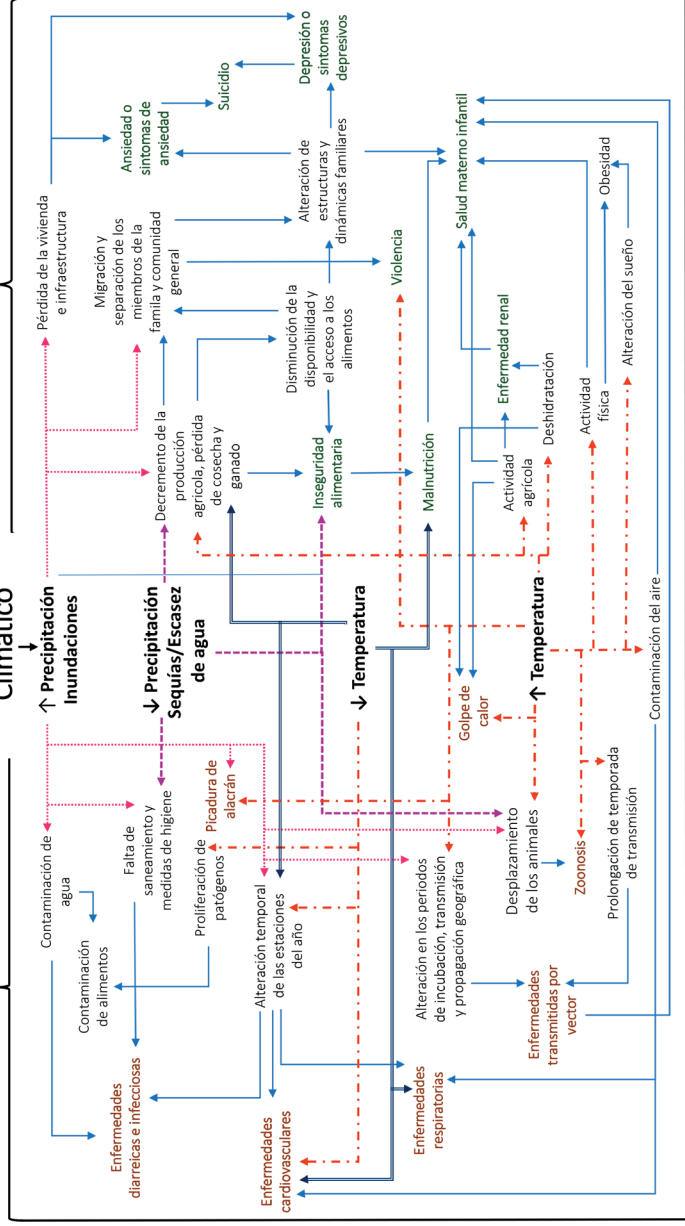 Climático
↑ Precipitación
Inundaciones
↓ Precipitación
Sequías/Escasez
de agua
↓ Temperatura
↑ Temperatura
Contaminación de
agua
Contaminación
de alimentos
Falta de
saneamiento y
medidas de higiene
Enfermedades
diarreicas e infecciosas
Proliferación de
patógenos
Picadura de
alacrán
Alteración temporal
de las estaciones
del año
Enfermedades
cardiovasculares
Enfermedades
respiratorias
Alteración en los periodos
de incubación, transmisión
y propagación geográfica
Golpe de
calor
Desplazamiento
de los animales
Enfermedades
transmitidas por
vector
Zoonosis
Prolongación de temporada
de transmisión
Contaminación del aire
Pérdida de la vivienda
e infraestructura
Ansiedad o
sintomas de
ansiedad
Migración y
separación de los
miembros de la
famila y comunidad
general
Suicidio
Decremento de la
producción
agrícola, pérdida
de cosecha y
ganado
Depresión o
sintomas
depresivos
Alteración de
estructuras y
dinámicas familiares
Disminución de la
disponibilidad y
el acceso a los
alimentos
Inseguridad
alimentaria
Violencia
Malnutrición
Salud materno infantil
Enfermedad renal
Actividad
agrícola
Deshidratación
Actividad
física
Obesidad
Alteración del sueño